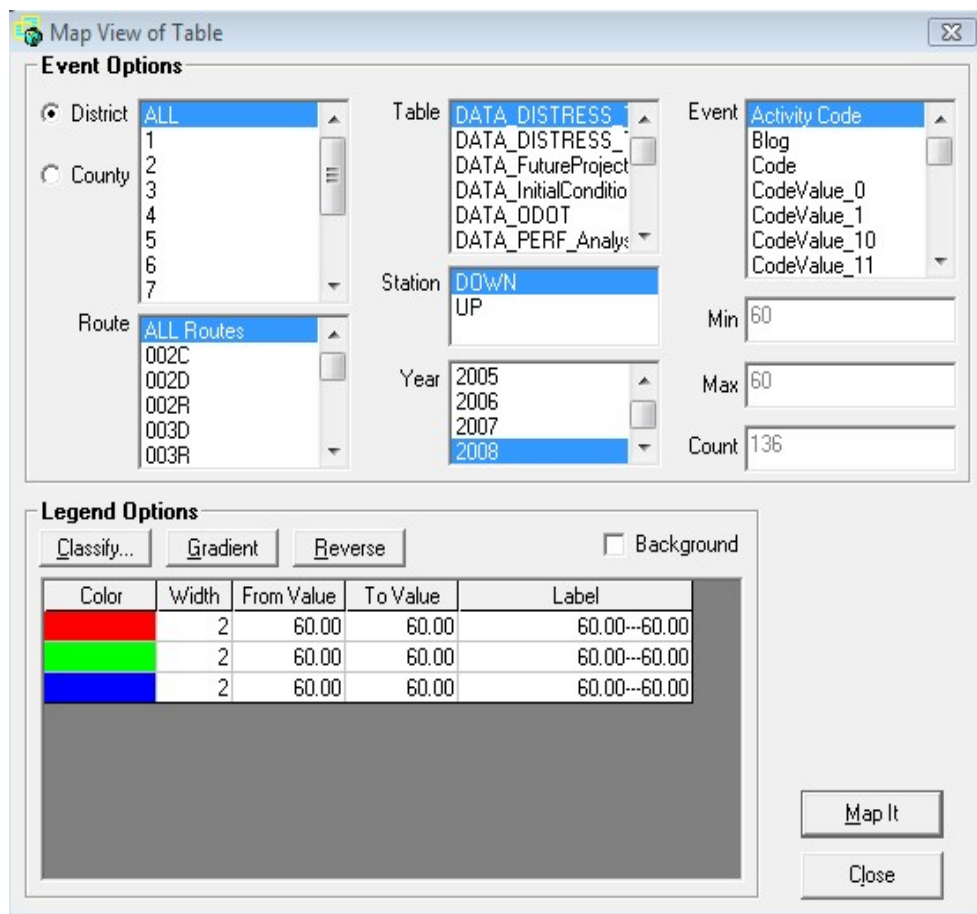 Map View of Table
Event Options
District
County
ALL
1
2
3
4
5
6
7
Route
ALL Routes
002C
002D
002R
003D
003R
Table
DATA_DISTRESS_
DATA_DISTRESS_
DATA_FutureProject
DATA_InitialConditio
DATA_ODOT
DATA_PERF_Analys
Station
DOWN
UP
Year
2005
2006
2007
2008
Event
Activity Code
Blog
Code
CodeValue_0
CodeValue_1
CodeValue_10
CodeValue_11
Min 60
Max 60
Count 136
Legend Options
Classify... Gradient Reverse Background
Color Width From Value To Value Label
2 60.00 60.00 60.00---60.00
2 60.00 60.00 60.00---60.00
2 60.00 60.00 60.00---60.00
Map It
Close